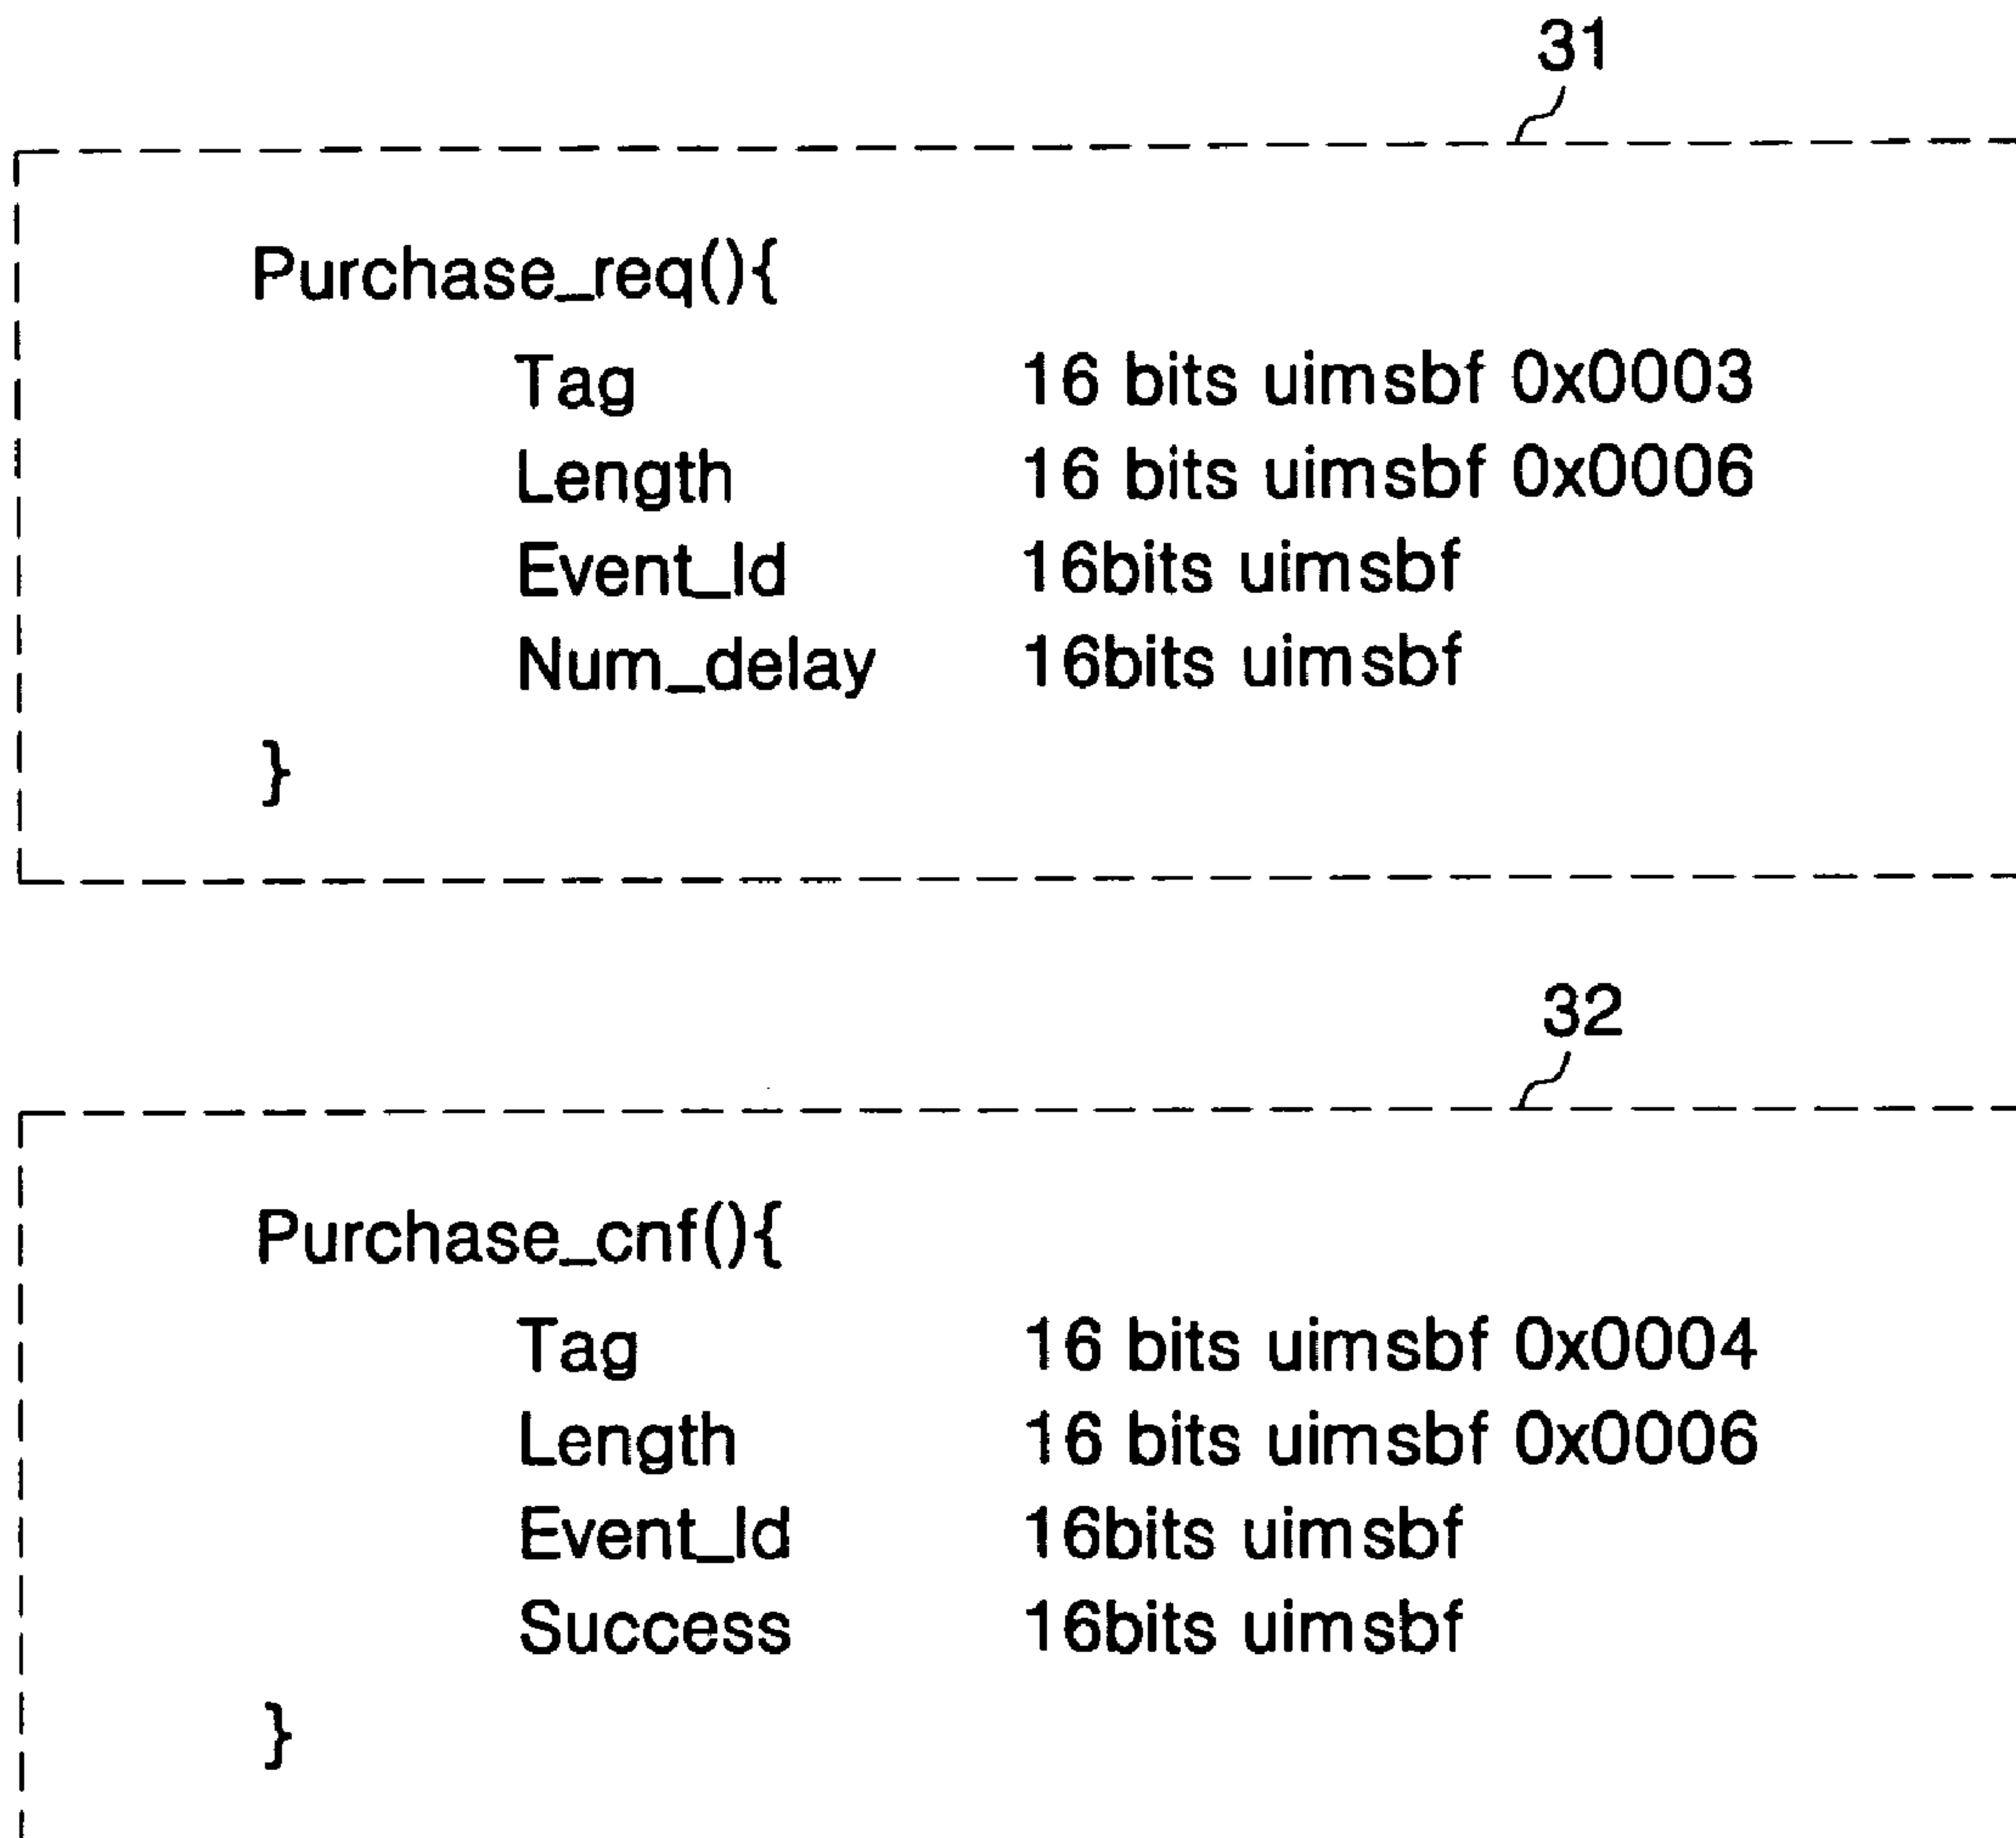 31
Purchase_req(){
Tag 16 bits uimsbf 0x0003
Length 16 bits uimsbf 0x0006
Event_Id 16bits uimsbf
Num_delay 16bits uimsbf
}
32
Purchase_cnf(){
Tag 16 bits uimsbf 0x0004
Length 16 bits uimsbf 0x0006
Event_Id 16bits uimsbf
Success 16bits uimsbf
}